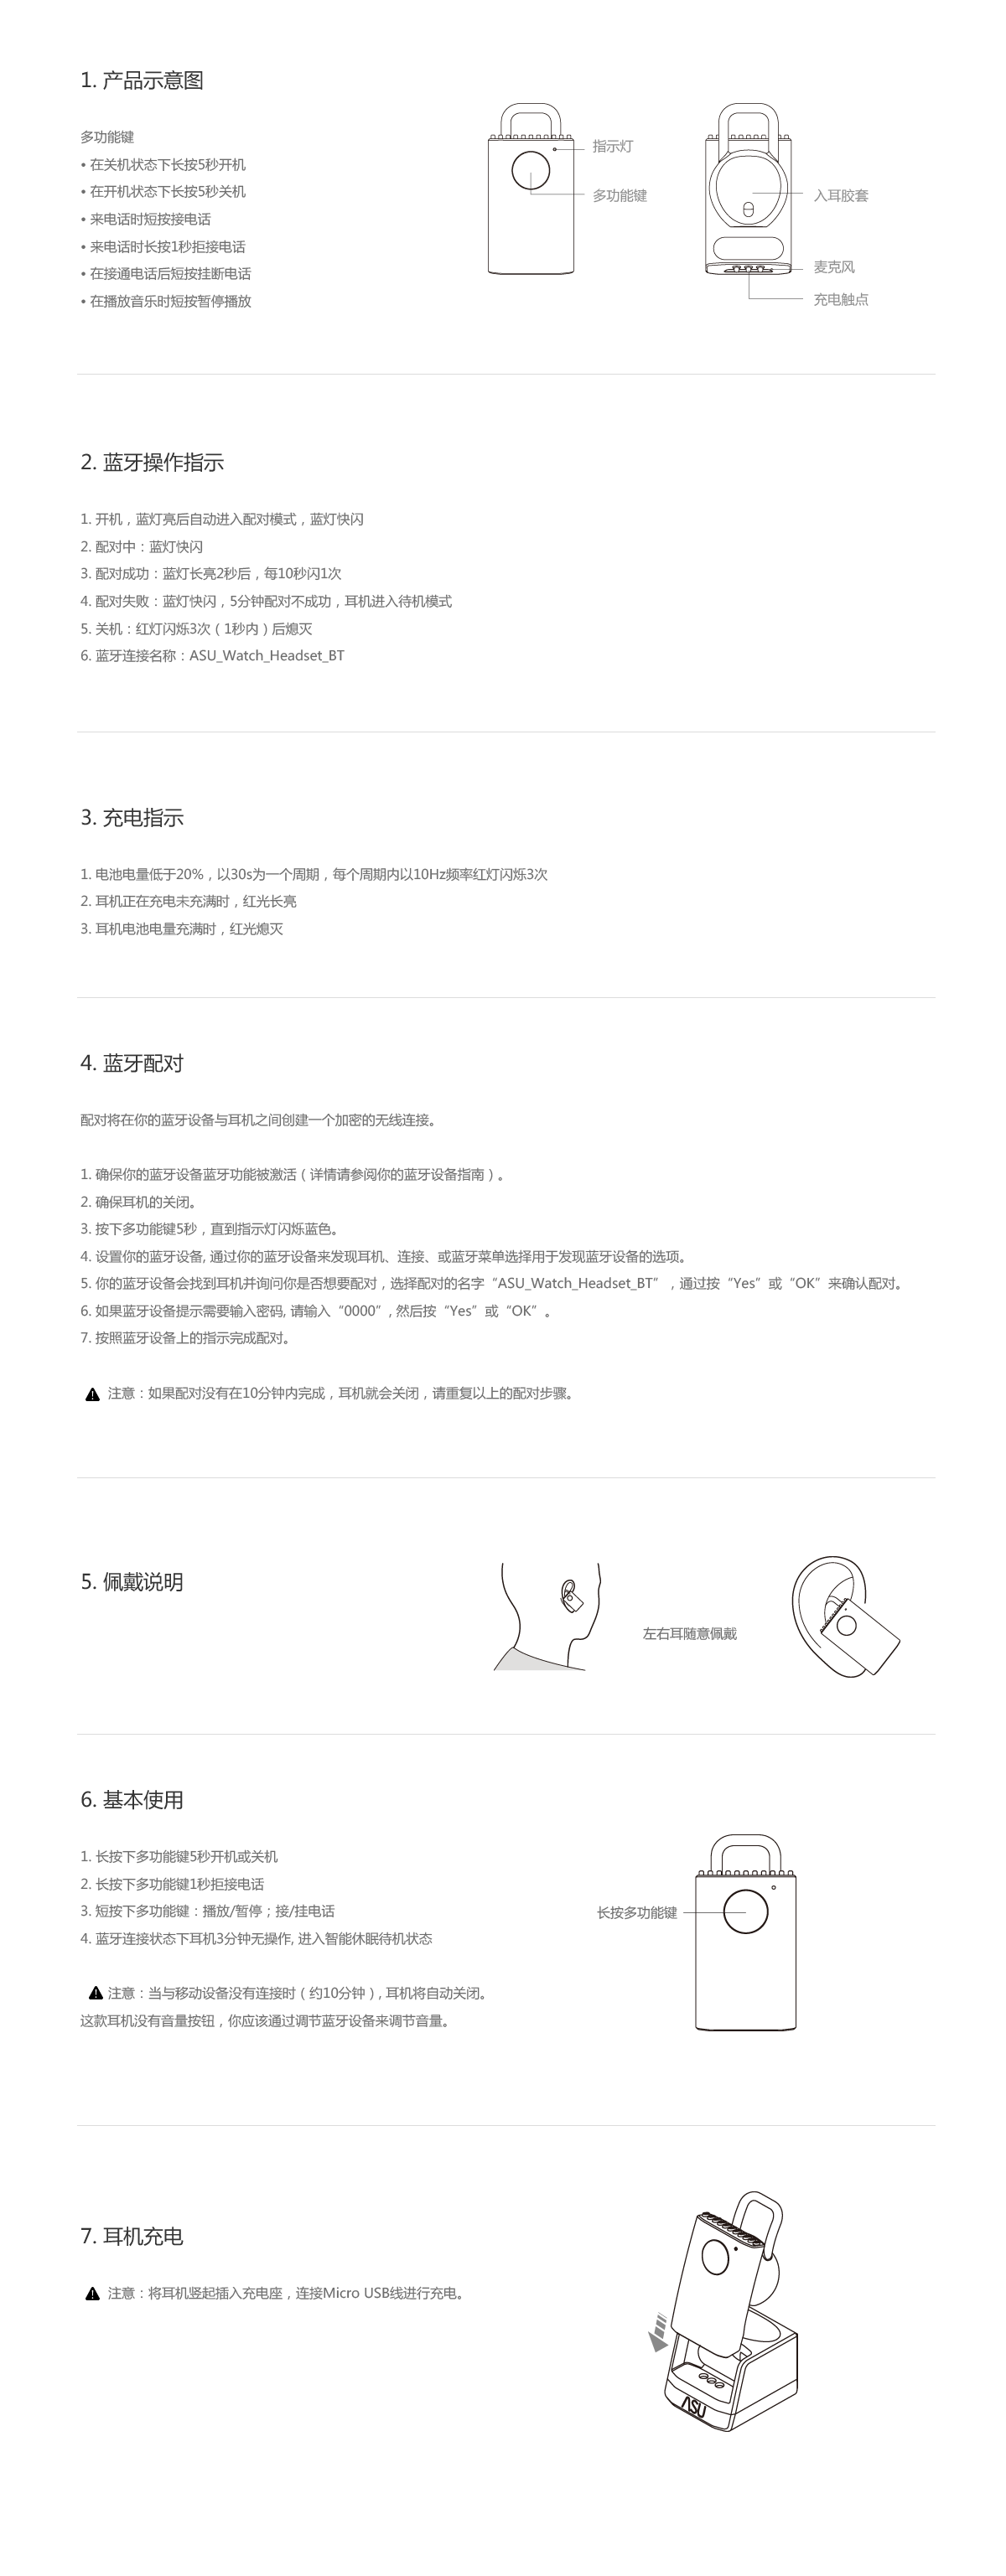 1. 产品示意图
多功能键
• 在关机状态下长按5秒开机
• 在开机状态下长按5秒关机
• 来电话时短按接电话
• 来电话时长按1秒拒接电话
• 在接通电话后短按挂断电话
• 在播放音乐时短按暂停播放
指示灯
多功能键
入耳胶套
麦克风
充电触点
2. 蓝牙操作指示
1. 开机，蓝灯亮后自动进入配对模式，蓝灯快闪
2. 配对中：蓝灯快闪
3. 配对成功：蓝灯长亮2秒后，每10秒闪1次
4. 配对失败：蓝灯快闪，5分钟配对不成功，耳机进入待机模式
5. 关机：红灯闪烁3次（1秒内）后熄灭
6. 蓝牙连接名称：ASU_Watch_Headset_BT
3. 充电指示
1. 电池电量低于20%，以30s为一个周期，每个周期内以10Hz频率红灯闪烁3次
2. 耳机正在充电未充满时，红光长亮
3. 耳机电池电量充满时，红光熄灭
4. 蓝牙配对
配对将在你的蓝牙设备与耳机之间创建一个加密的无线连接。
1. 确保你的蓝牙设备蓝牙功能被激活（详情请参阅你的蓝牙设备指南）。
2. 确保耳机的关闭。
3. 按下多功能键5秒，直到指示灯闪烁蓝色。
4. 设置你的蓝牙设备, 通过你的蓝牙设备来发现耳机、连接、或蓝牙菜单选择用于发现蓝牙设备的选项。
5. 你的蓝牙设备会找到耳机并询问你是否想要配对，选择配对的名字“ASU_Watch_Headset_BT”，通过按“Yes”或“OK”来确认配对。
6. 如果蓝牙设备提示需要输入密码, 请输入“0000”, 然后按“Yes”或“OK”。
7. 按照蓝牙设备上的指示完成配对。
注意：如果配对没有在10分钟内完成，耳机就会关闭，请重复以上的配对步骤。
5. 佩戴说明
左右耳随意佩戴
6. 基本使用
1. 长按下多功能键5秒开机或关机
2. 长按下多功能键1秒拒接电话
3. 短按下多功能键：播放/暂停；接/挂电话
4. 蓝牙连接状态下耳机3分钟无操作, 进入智能休眠待机状态
长按多功能键
注意：当与移动设备没有连接时（约10分钟）, 耳机将自动关闭。
这款耳机没有音量按钮，你应该通过调节蓝牙设备来调节音量。
7. 耳机充电
注意：将耳机竖起插入充电座，连接Micro USB线进行充电。
ASU